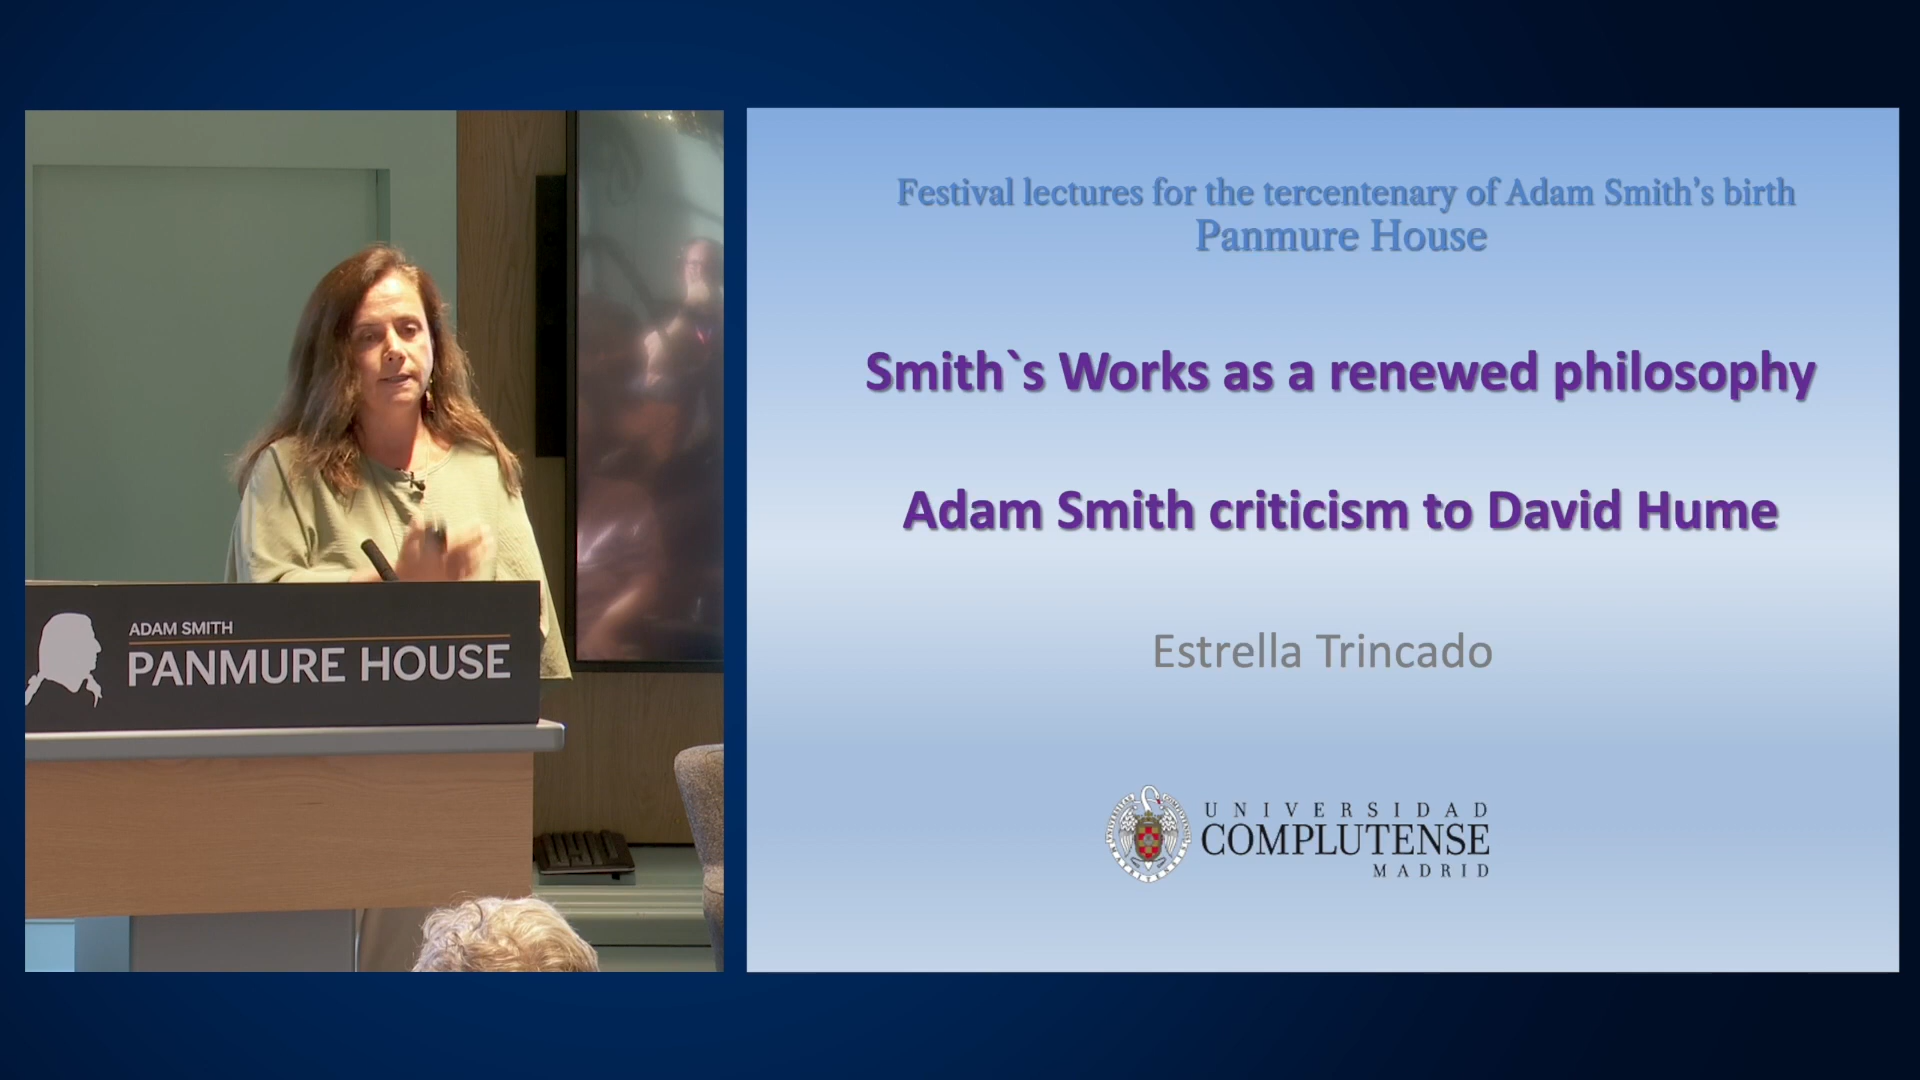 ADAM SMITH
PANMURE HOUSE
Festival lectures for the tercentenary of Adam Smith's birth
Panmure House
Smith`s Works as a renewed philosophy
Adam Smith criticism to David Hume
Estrella Trincado
UNIVERSIDAD
COMPLUTENSE
MADRID